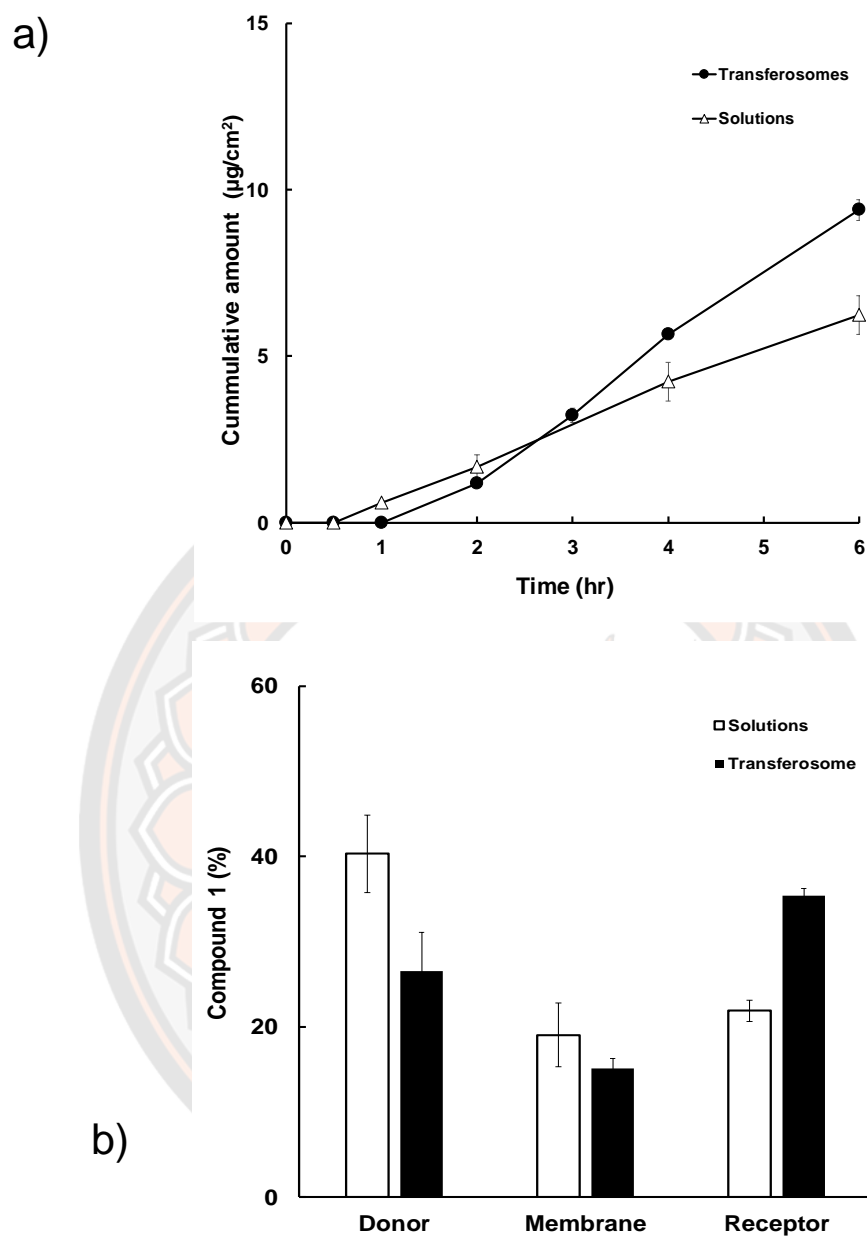 a)
15
10
5
0
Cummulative amount (µg/cm²)
Transferosomes
Solutions
0 1 2 3 4 5 6
Time (hr)
60
40
20
0
Compound 1 (%)
Solutions
Transferosome
b)
Donor Membrane Receptor